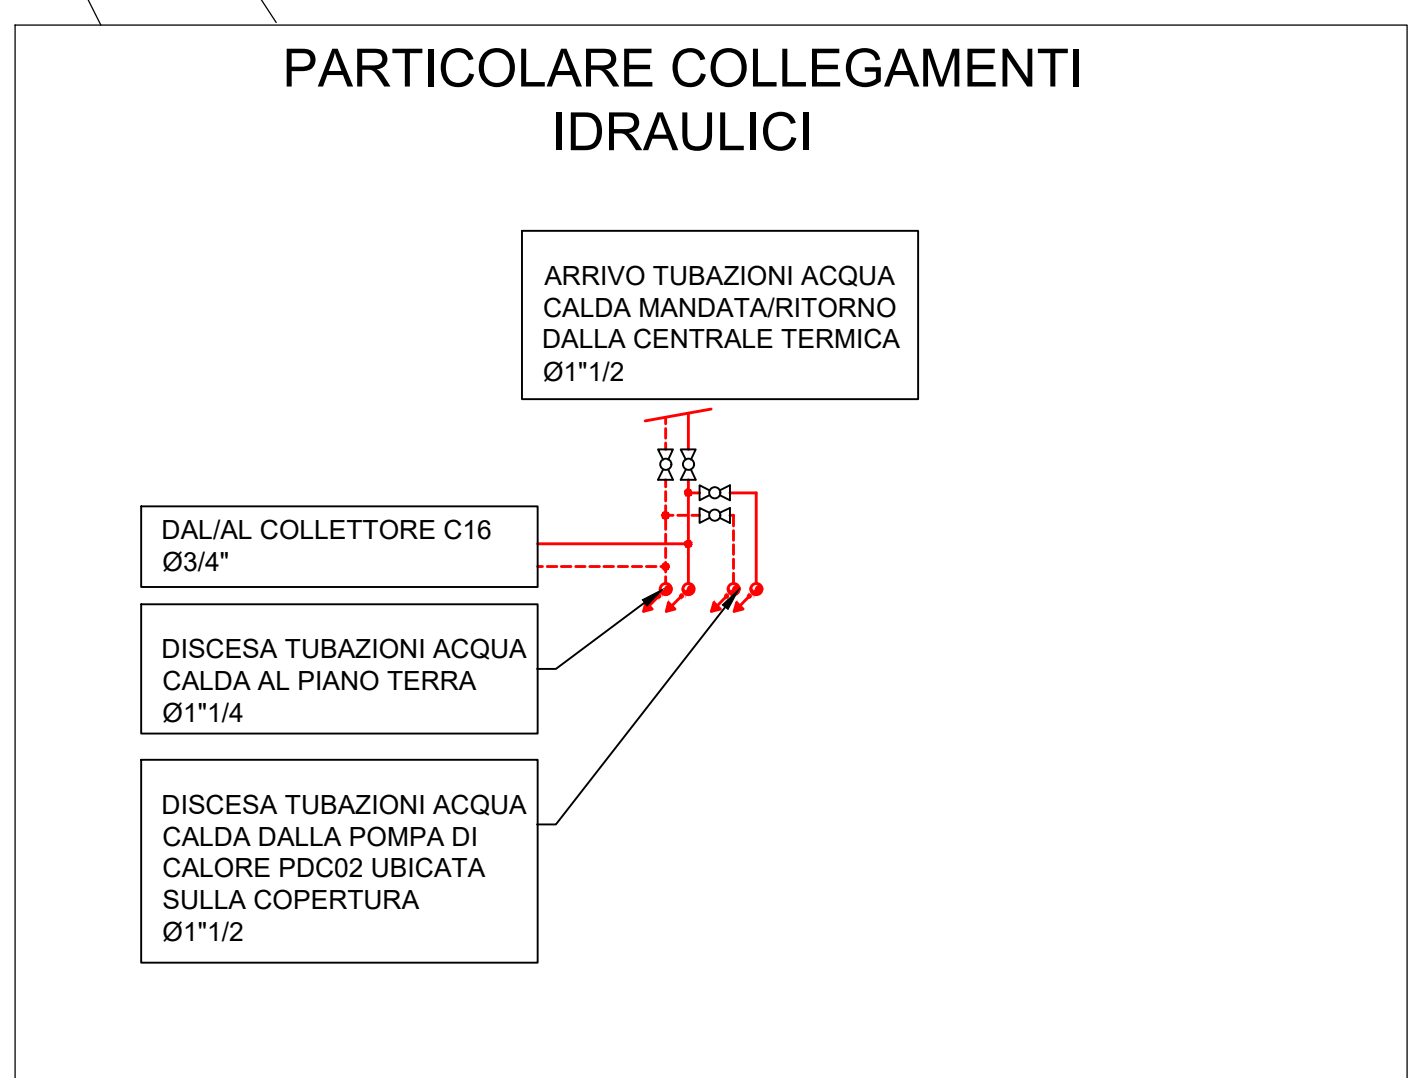 PARTICOLARE COLLEGAMENTI
IDRAULICI
ARRIVO TUBAZIONI ACQUA
CALDA MANDATA/RITORNO
DALLA CENTRALE TERMICA
Ø1"1/2
DAL/AL COLLETTORE C16
Ø3/4"
DISCESA TUBAZIONI ACQUA
CALDA AL PIANO TERRA
Ø1"1/4
DISCESA TUBAZIONI ACQUA
CALDA DALLA POMPA DI
CALORE PDC02 UBICATA
SULLA COPERTURA
Ø1"1/2